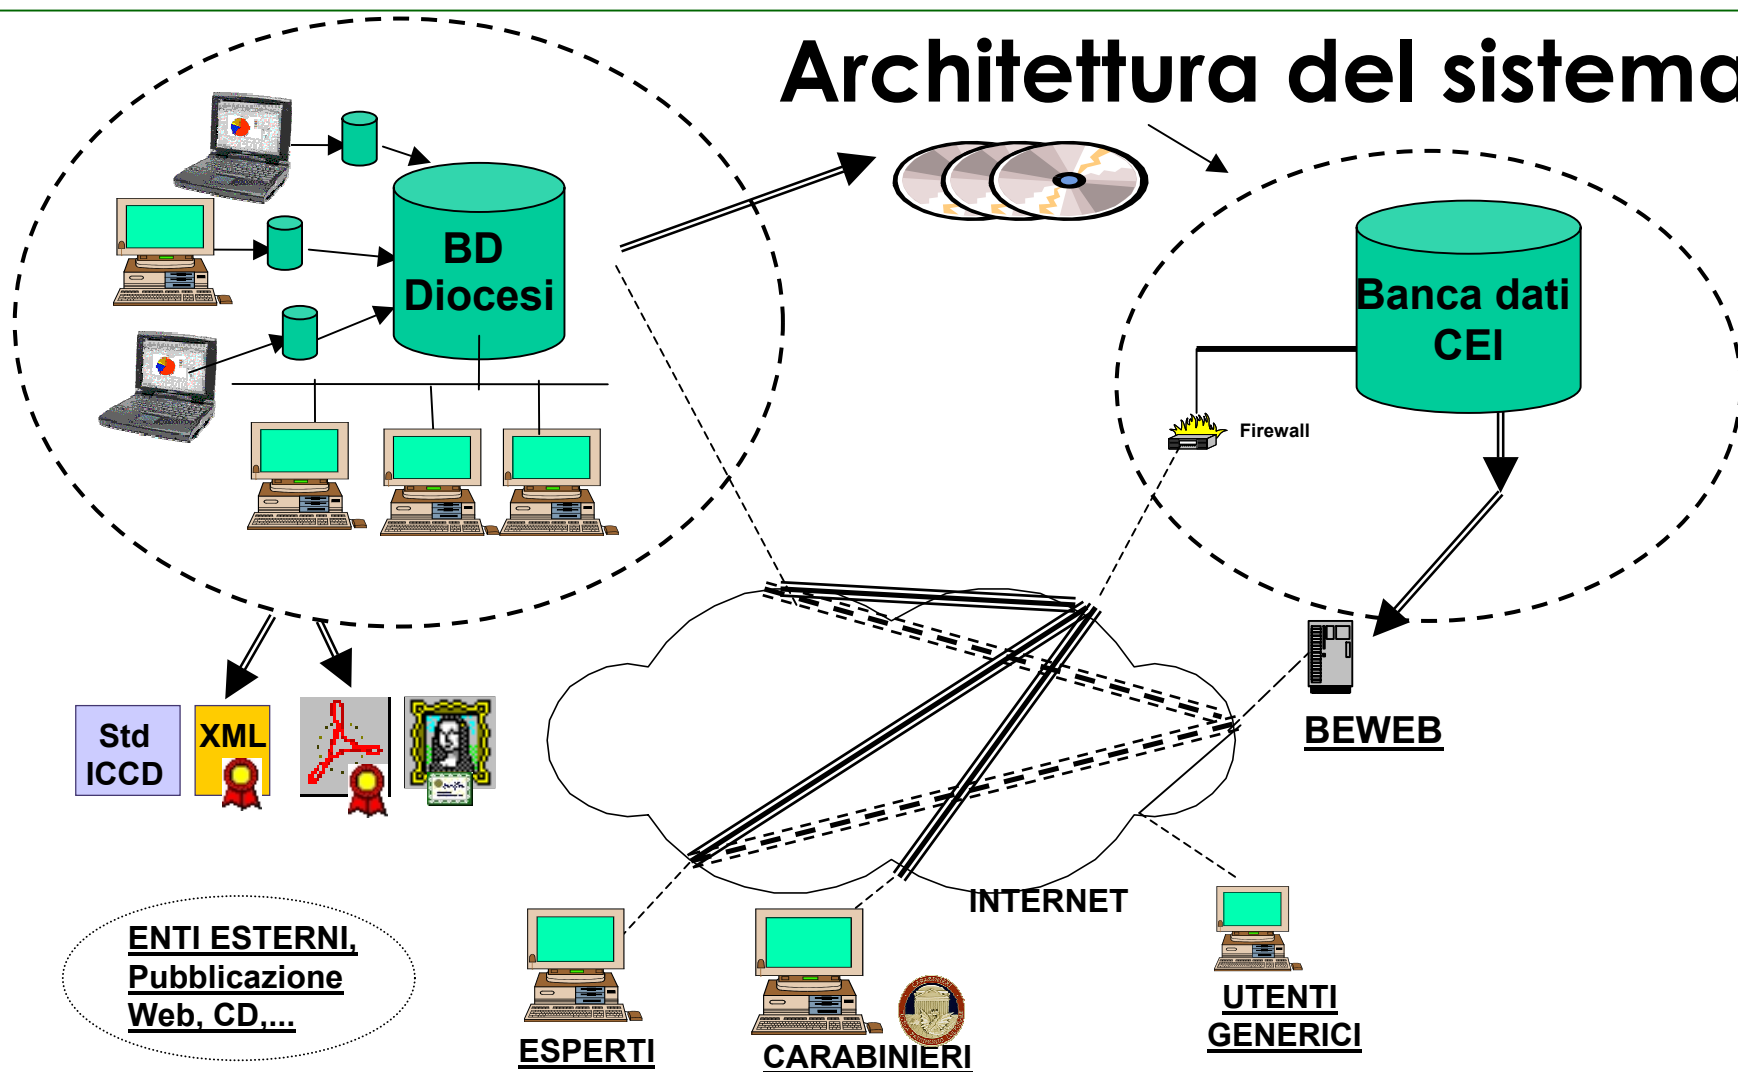 Architettura del sistema
BD
Diocesi
Banca dati
CEI
Firewall
Std
ICCD
XML
BEWEB
INTERNET
ENTI ESTERNI,
Pubblicazione
Web, CD,...
ESPERTI
CARABINIERI
UTENTI
GENERICI